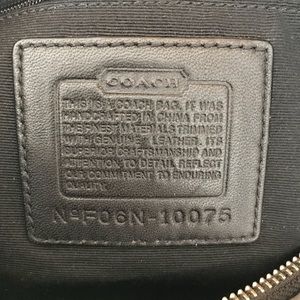 COACH
THIS IS A COACH BAG. IT WAS
HANDCRAFTED IN CHINA FROM
THE FINEST MATERIALS TRIMMED
WITH GENUINE LEATHER. ITS
SUPERIOR CRAFTSMANSHIP AND
ATTENTION TO DETAIL REFLECT
OUR COMMITMENT TO ENDURING
QUALITY.
Nº F06N-10075